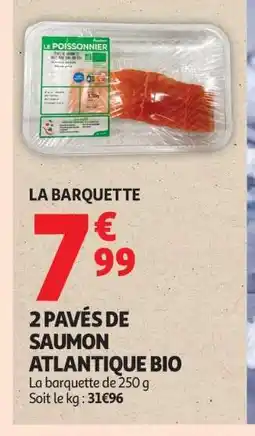 Auchan
LE POISSONNIER
LA BARQUETTE
7€99
2 PAVÉS DE
SAUMON
ATLANTIQUE BIO
La barquette de 250 g
Soit le kg : 31€96